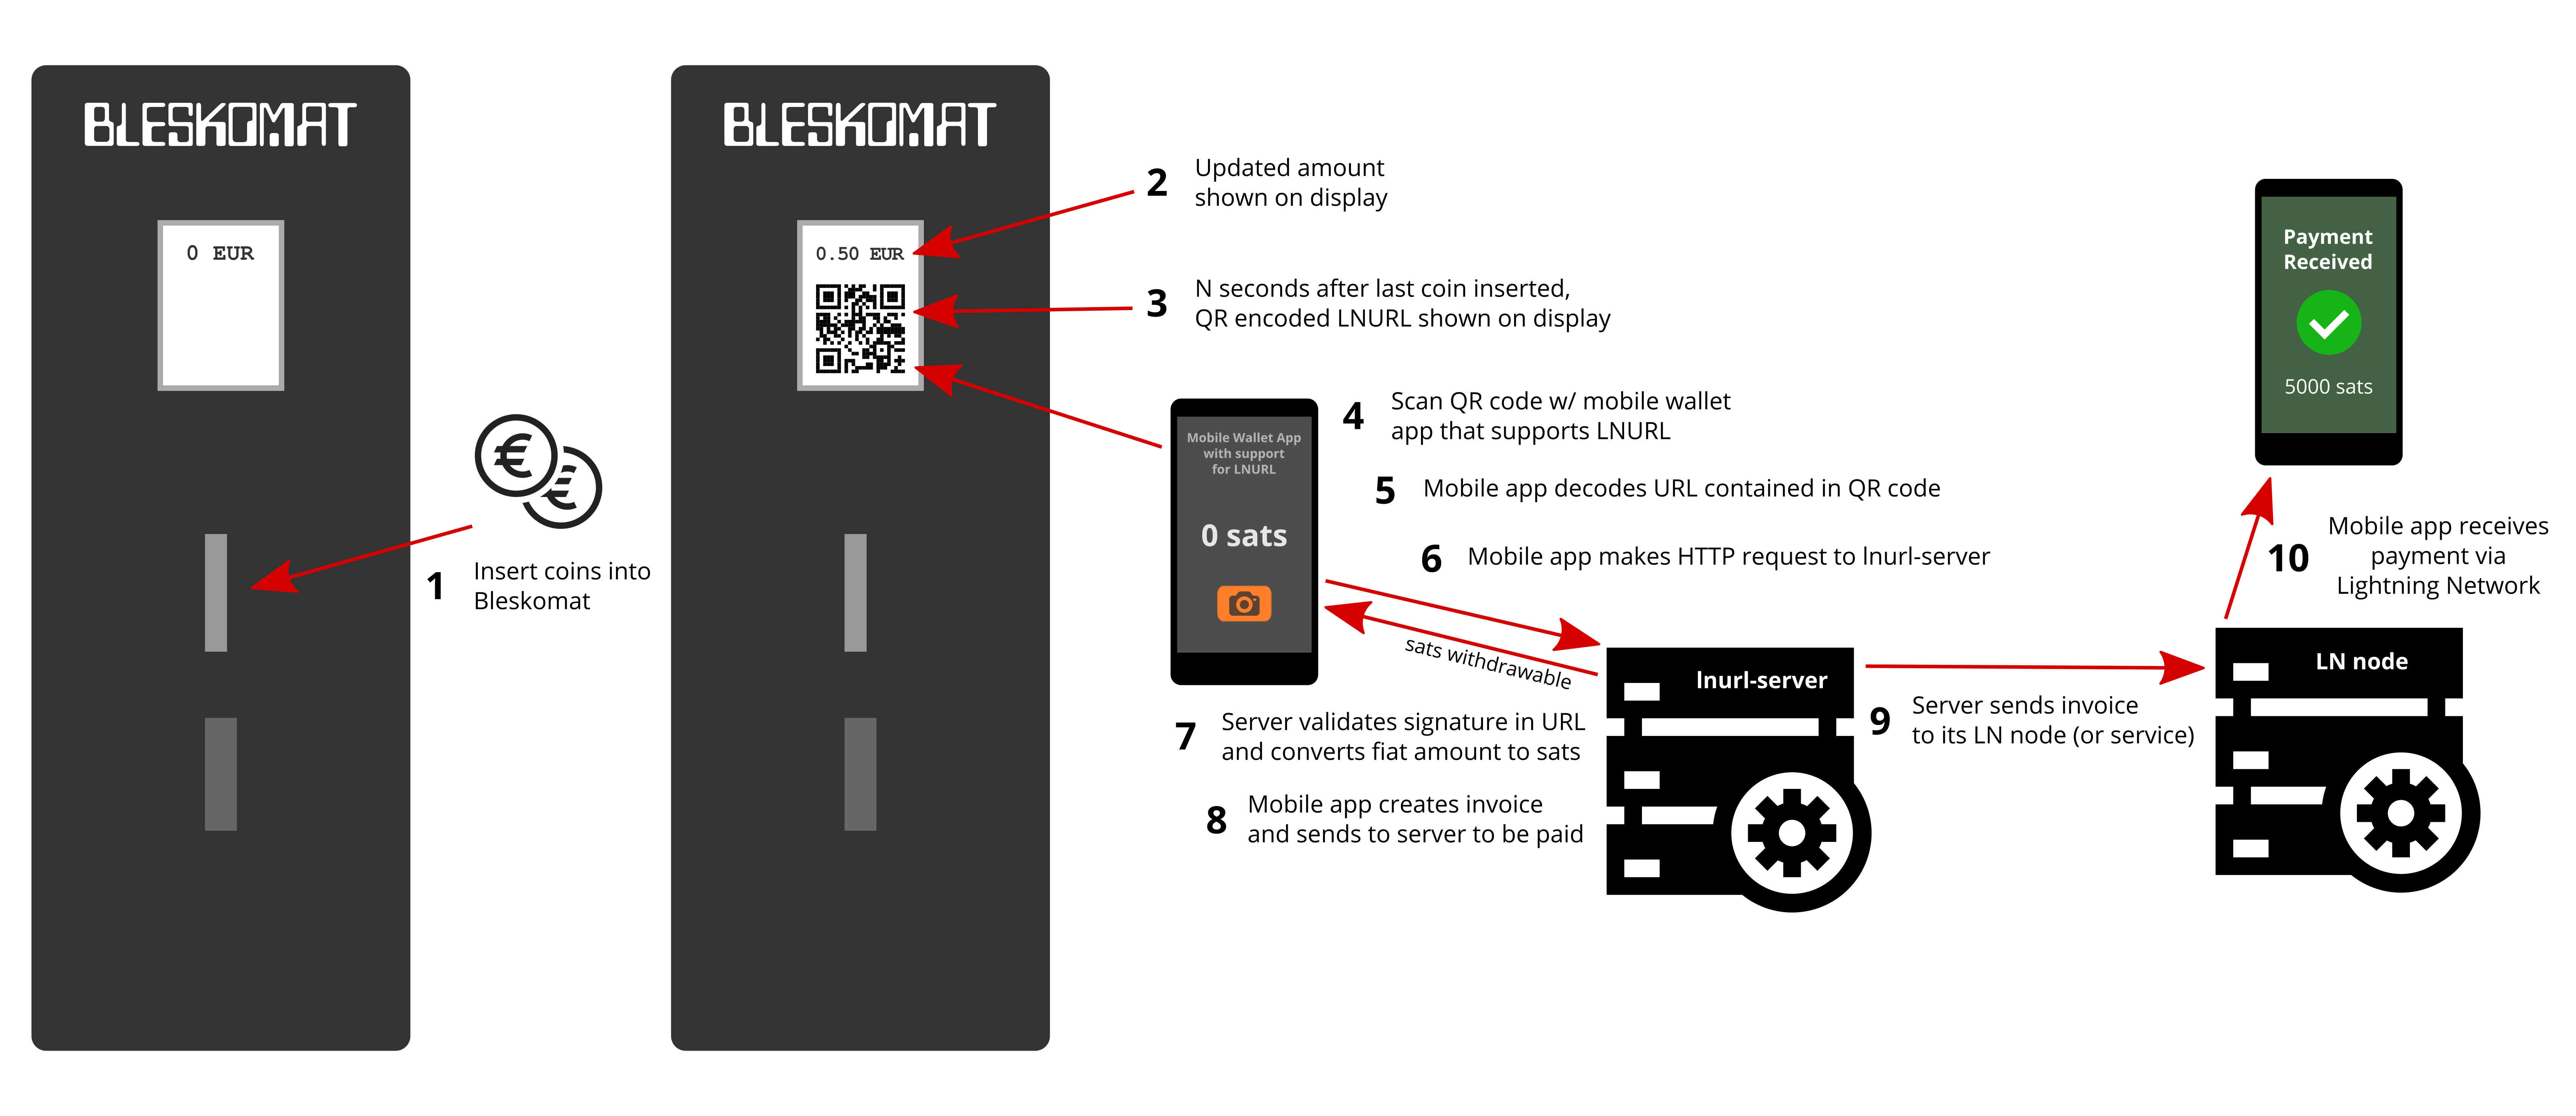 BLESKOMAT
0 EUR
1
Insert coins into
Bleskomat
BLESKOMAT
0.50 EUR
2
Updated amount
shown on display
3
N seconds after last coin inserted,
QR encoded LNURL shown on display
Mobile Wallet App
with support
for LNURL
0 sats
4
Scan QR code w/ mobile wallet
app that supports LNURL
5
Mobile app decodes URL contained in QR code
6
Mobile app makes HTTP request to lnurl-server
sats withdrawable
7
Server validates signature in URL
and converts fiat amount to sats
8
Mobile app creates invoice
and sends to server to be paid
lnurl-server
9
Server sends invoice
to its LN node (or service)
LN node
10
Mobile app receives
payment via
Lightning Network
Payment
Received
5000 sats